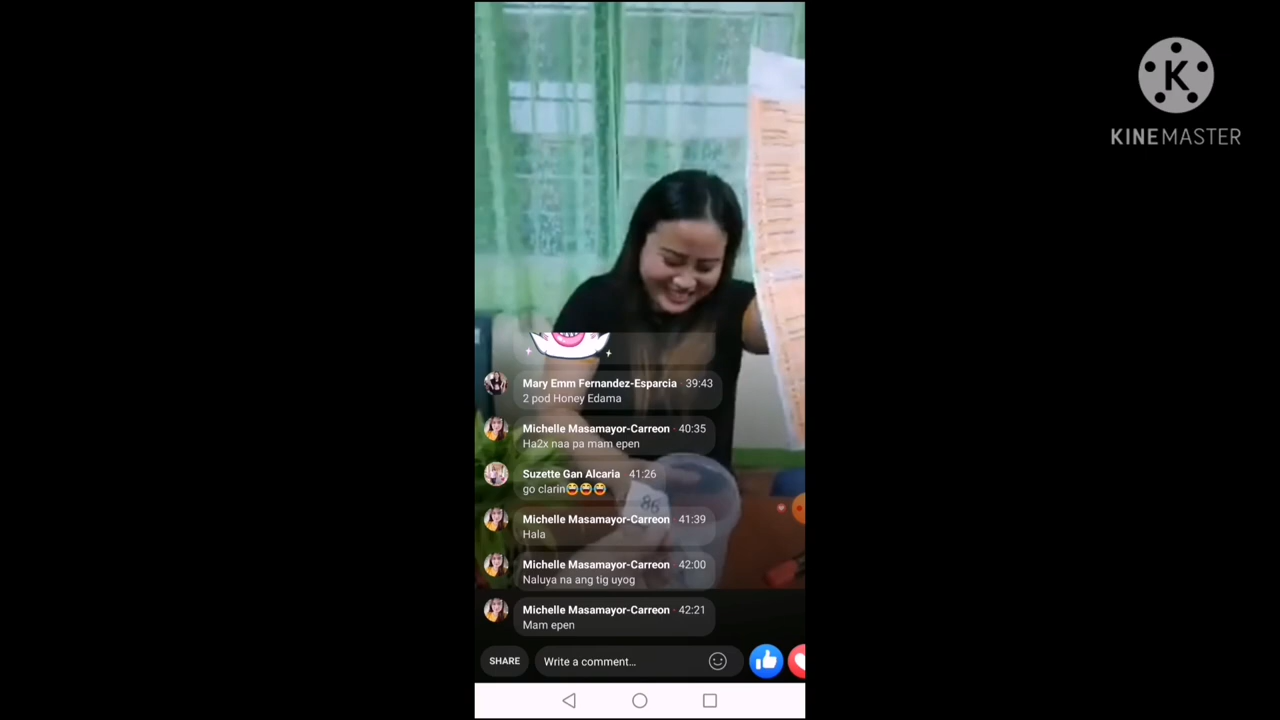 K
KINEMASTER
Mary Emm Fernandez-Esparcia · 39:43
2 pod Honey Edama
Michelle Masamayor-Carreon · 40:35
Ha2x naa pa mam epen
Suzette Gan Alcaria 41:26
go clarin😂😂😂
86
Michelle Masamayor-Carreon · 41:39
Hala
Michelle Masamayor-Carreon · 42:00
Naluya na ang tig uyog
Michelle Masamayor-Carreon · 42:21
Mam epen
SHARE
Write a comment...